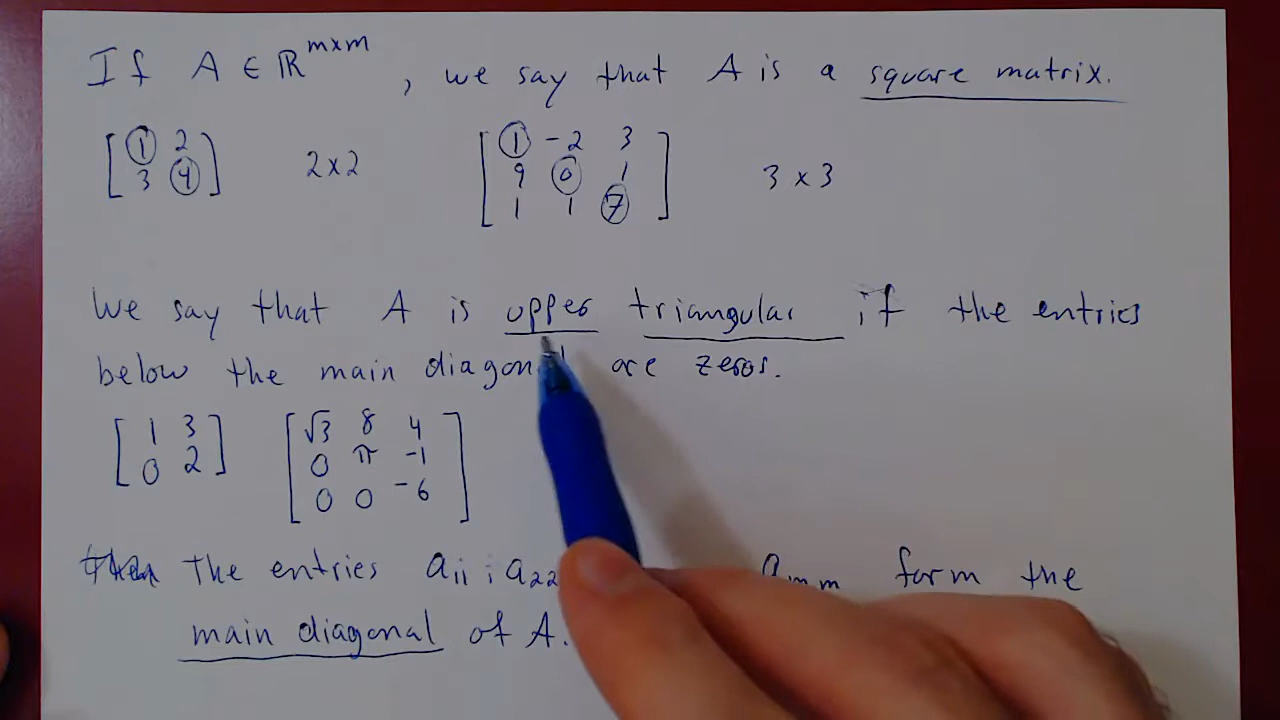 If A ∈ ℝ^{m×m}, we say that A is a square matrix.
[1 2
3 4] 2×2 [1 -2 3
9 0 1
1 1 7] 3×3
We say that A is upper triangular if the entries
below the main diagonal are zeros.
[1 3
0 2] [√3 8 4
0 π -1
0 0 -6]
the entries a₁₁, a₂₂ a_{mm} form the
main diagonal of A.